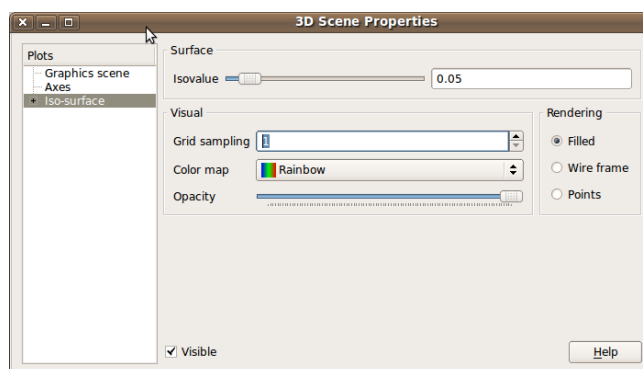 3D Scene Properties
Plots
Graphics scene
Axes
Iso-surface
Surface
Isovalue 0.05
Visual
Grid sampling 1
Color map Rainbow
Opacity
Rendering
Filled
Wire frame
Points
Visible
Help